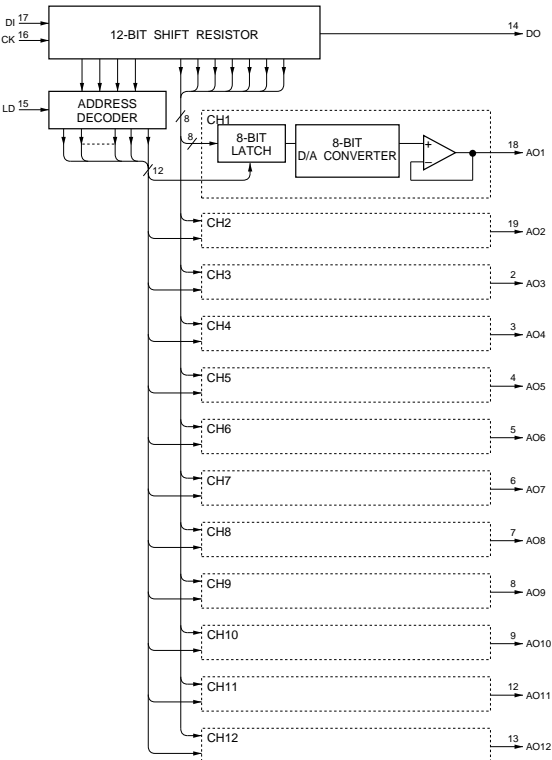 DI 17
CK 16
12-BIT SHIFT RESISTOR
14 DO
LD 15
ADDRESS
DECODER
8
8
12
CH1
8-BIT
LATCH
8-BIT
D/A CONVERTER
+
−
18 AO1
CH2
19 AO2
CH3
2 AO3
CH4
3 AO4
CH5
4 AO5
CH6
5 AO6
CH7
6 AO7
CH8
7 AO8
CH9
8 AO9
CH10
9 AO10
CH11
12 AO11
CH12
13 AO12